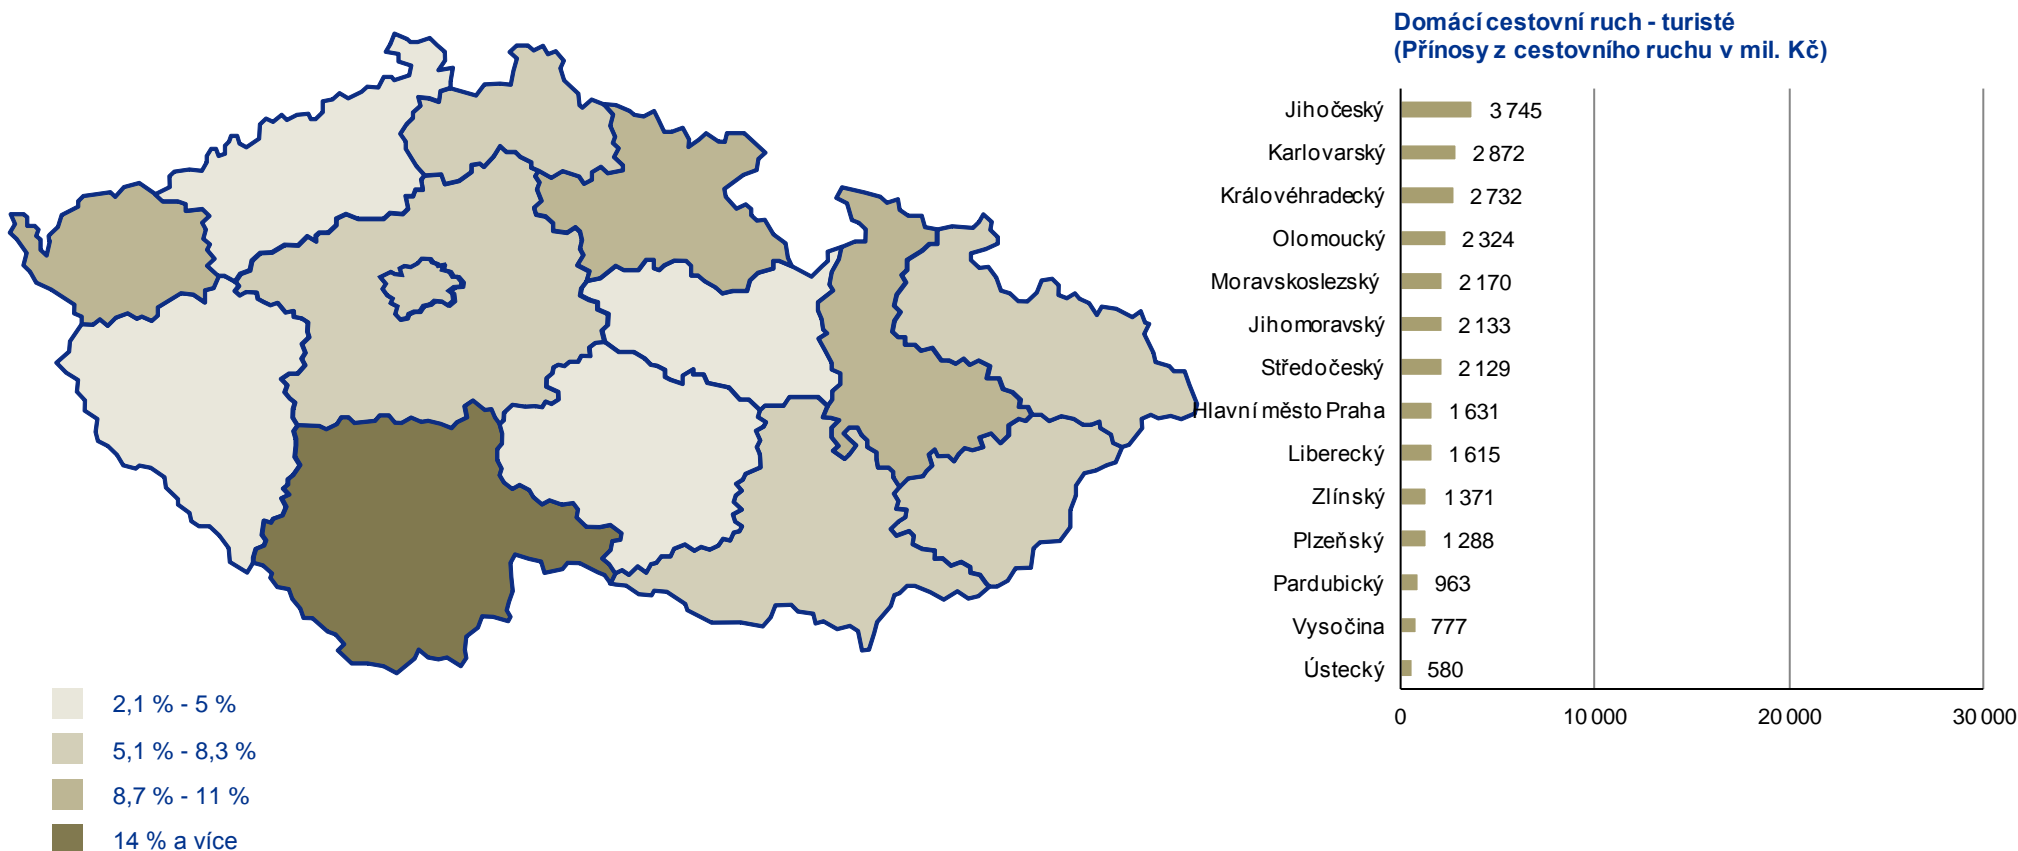 Domácí cestovní ruch - turisté
(Přínosy z cestovního ruchu v mil. Kč)
Jihočeský 3 745
Karlovarský 2 872
Královéhradecký 2 732
Olomoucký 2 324
Moravskoslezský 2 170
Jihomoravský 2 133
Středočeský 2 129
Hlavní město Praha 1 631
Liberecký 1 615
Zlínský 1 371
Plzeňský 1 288
Pardubický 963
Vysočina 777
Ústecký 580
0 10 000 20 000 30 000
2,1 % - 5 %
5,1 % - 8,3 %
8,7 % - 11 %
14 % a více